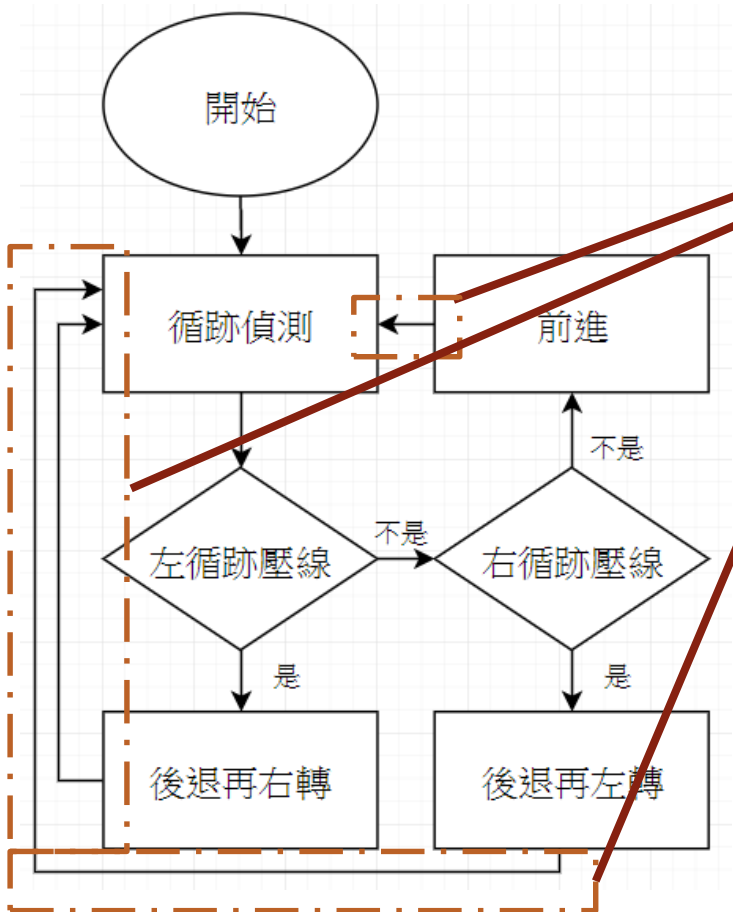 開始
循跡偵測
前進
不是
左循跡壓線
不是
右循跡壓線
是
是
後退再右轉
後退再左轉